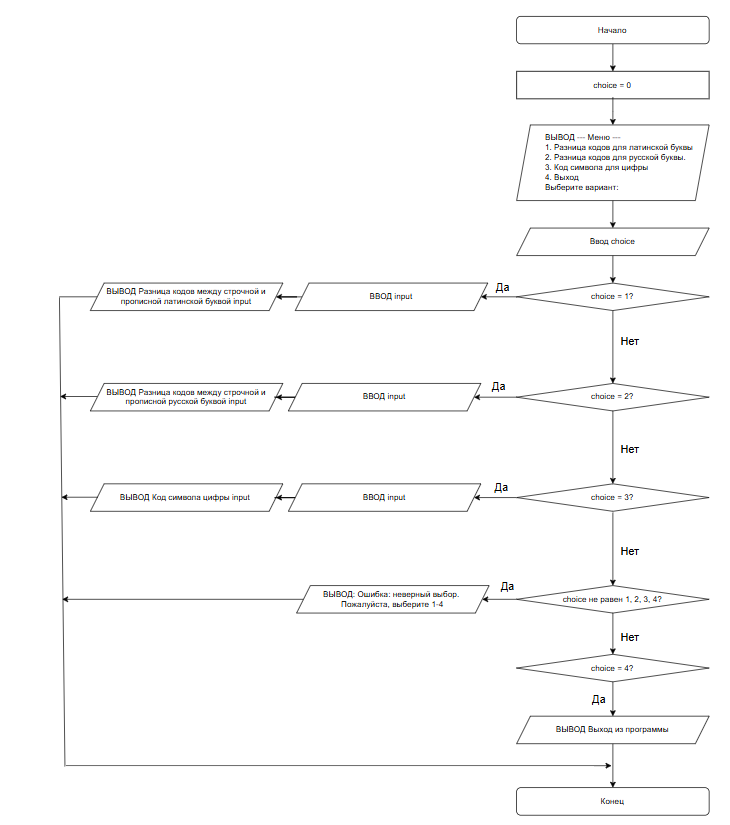 Начало
choice = 0
ВЫВОД --- Меню ---
1. Разница кодов для латинской буквы
2. Разница кодов для русской буквы.
3. Код символа для цифры
4. Выход
Выберите вариант:
Ввод choice
choice = 1?
Да
ВВОД input
ВЫВОД Разница кодов между строчной и
прописной латинской буквой input
Нет
choice = 2?
Да
ВВОД input
ВЫВОД Разница кодов между строчной и
прописной русской буквой input
Нет
choice = 3?
Да
ВВОД input
ВЫВОД Код символа цифры input
Нет
choice не равен 1, 2, 3, 4?
Да
ВЫВОД: Ошибка: неверный выбор.
Пожалуйста, выберите 1-4
Нет
choice = 4?
Да
ВЫВОД Выход из программы
Конец